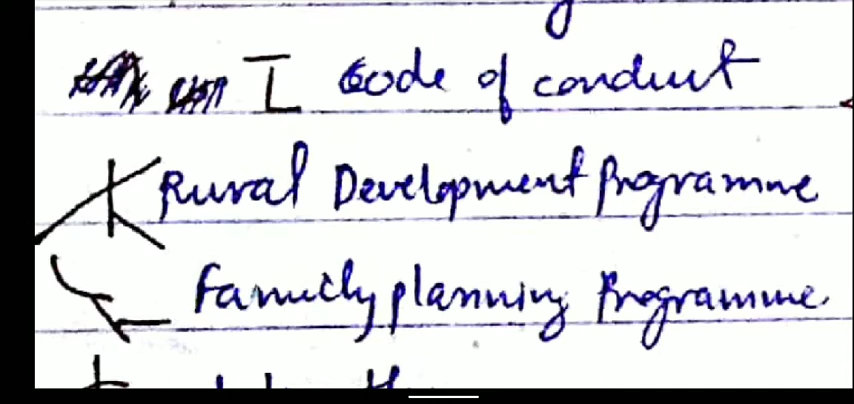 I Code of conduct
Rural Development Programme
Family planning Programme.